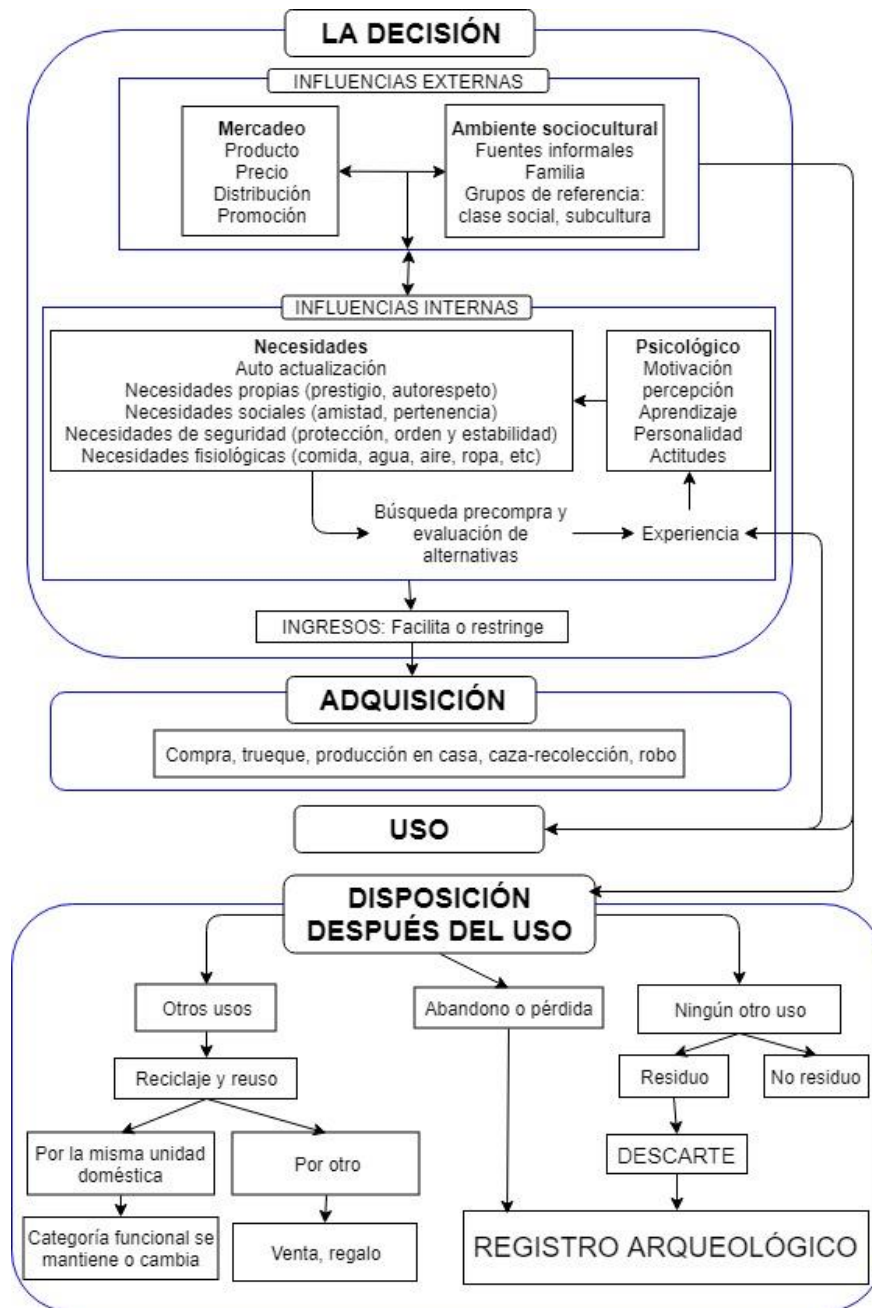 LA DECISIÓN
INFLUENCIAS EXTERNAS
Mercadeo
Producto
Precio
Distribución
Promoción
Ambiente sociocultural
Fuentes informales
Familia
Grupos de referencia:
clase social, subcultura
INFLUENCIAS INTERNAS
Necesidades
Auto actualización
Necesidades propias (prestigio, autorespeto)
Necesidades sociales (amistad, pertenencia)
Necesidades de seguridad (protección, orden y estabilidad)
Necesidades fisiológicas (comida, agua, aire, ropa, etc)
Psicológico
Motivación
percepción
Aprendizaje
Personalidad
Actitudes
Búsqueda precompra y
evaluación de
alternativas
Experiencia
INGRESOS: Facilita o restringe
ADQUISICIÓN
Compra, trueque, producción en casa, caza-recolección, robo
USO
DISPOSICIÓN
DESPUÉS DEL USO
Otros usos
Abandono o pérdida
Ningún otro uso
Reciclaje y reuso
Residuo
No residuo
Por la misma unidad
doméstica
Por otro
DESCARTE
Categoría funcional se
mantiene o cambia
Venta, regalo
REGISTRO ARQUEOLÓGICO